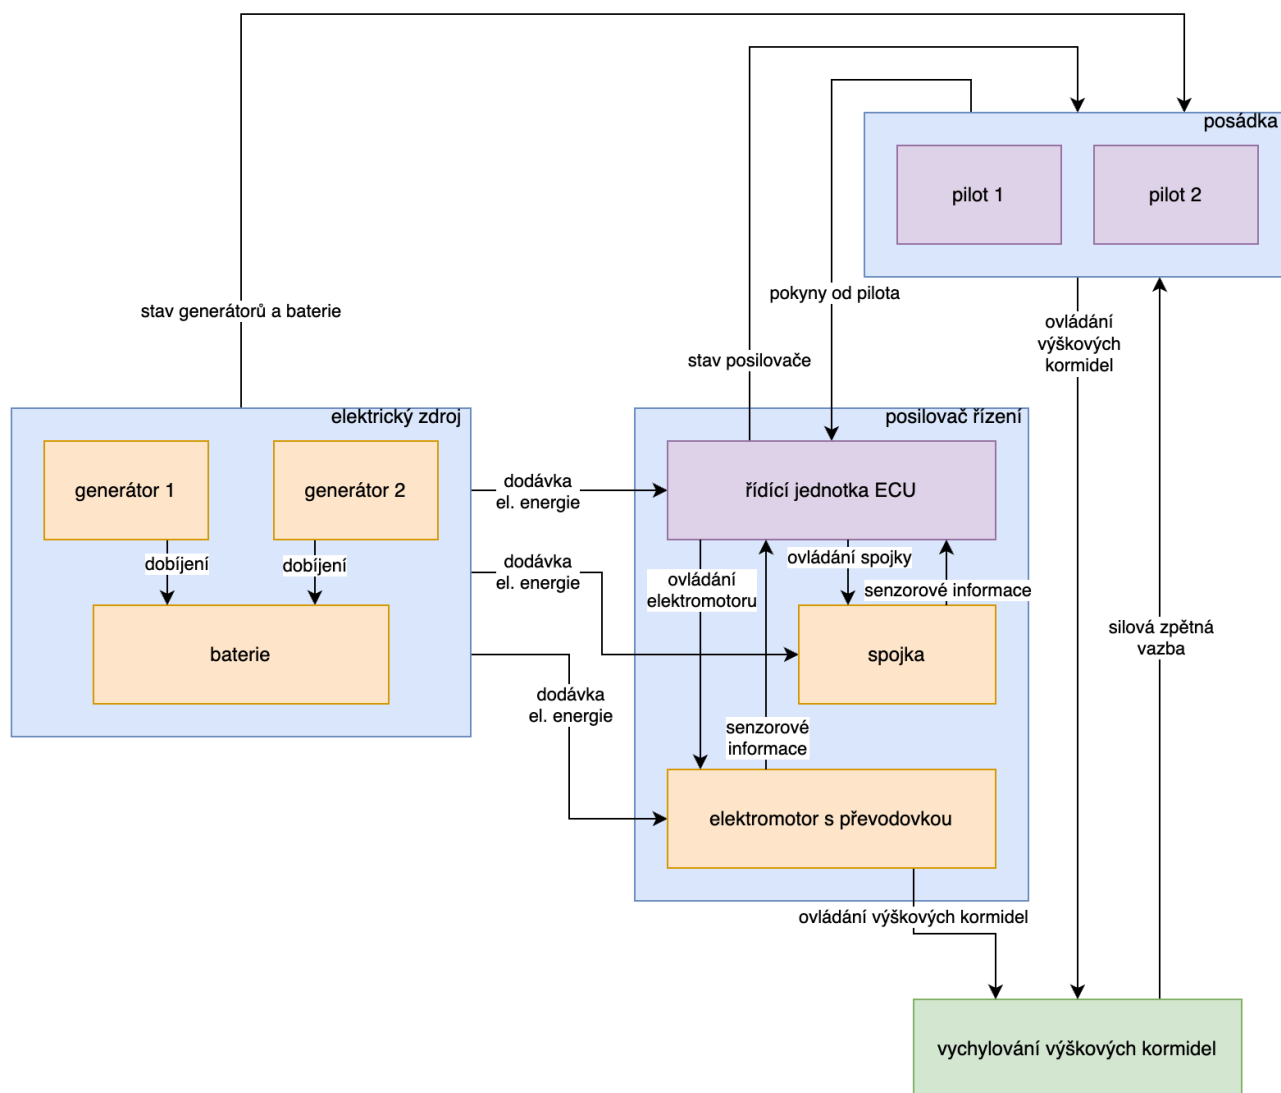 posádka
pilot 1
pilot 2
pokyny od pilota
stav generátorů a baterie
ovládání
výškových
kormidel
stav posilovače
elektrický zdroj
posilovač řízení
generátor 1
generátor 2
dodávka
el. energie
řídící jednotka ECU
dobíjení
dobíjení
dodávka
el. energie
ovládání spojky
ovládání
elektromotoru
senzorové informace
baterie
spojka
silová zpětná
vazba
dodávka
el. energie
senzorové
informace
elektromotor s převodovkou
ovládání výškových kormidel
vychylování výškových kormidel